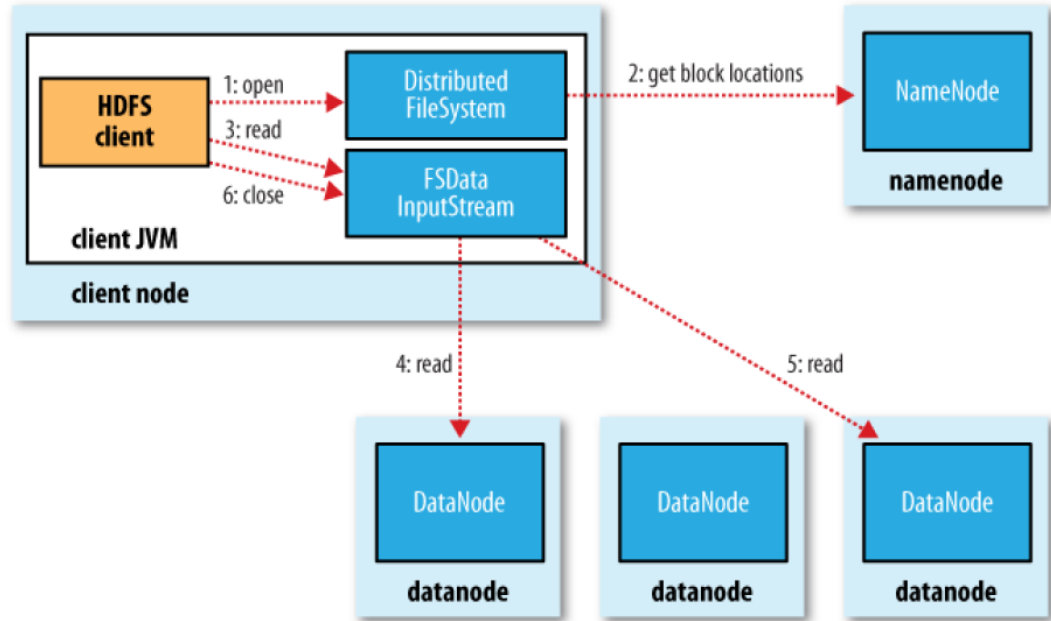 1: open
2: get block locations
HDFS
client
Distributed
FileSystem
NameNode
3: read
6: close
FSData
InputStream
namenode
client JVM
client node
4: read
5: read
DataNode
DataNode
DataNode
datanode
datanode
datanode